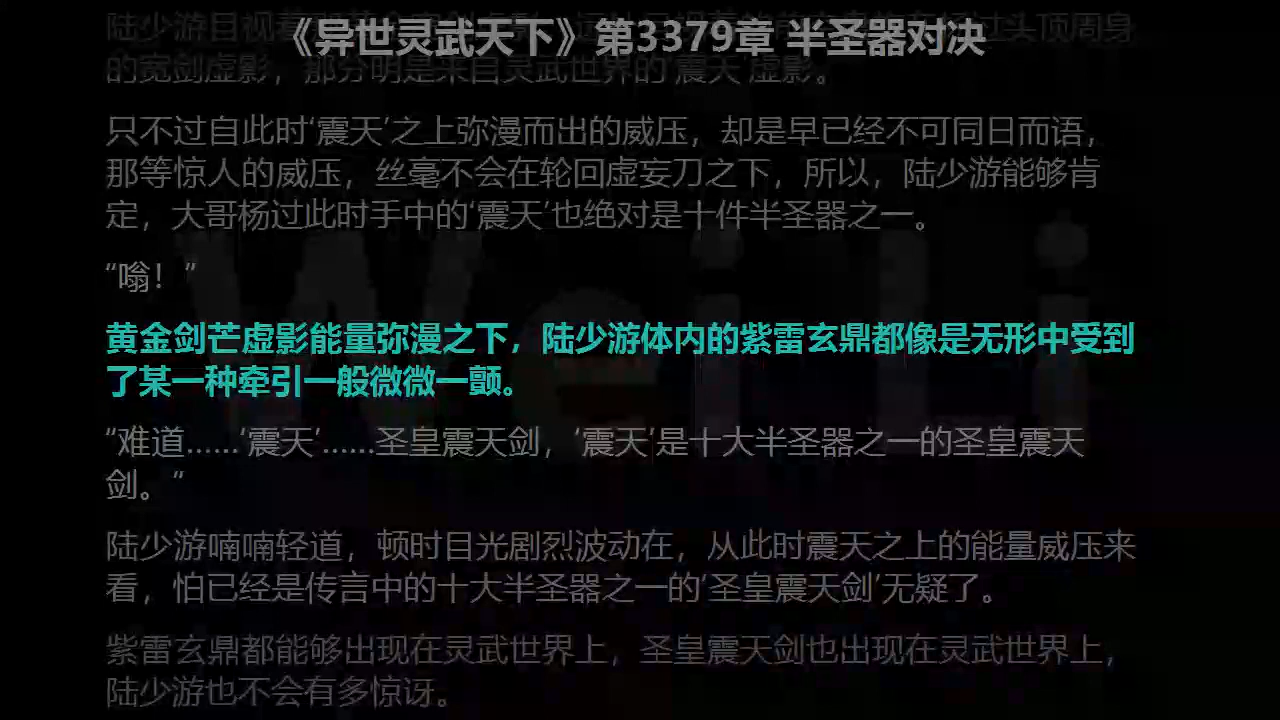 《异世灵武天下》第3379章 半圣器对决
陆少游目视着
过头顶周身
的宽剑虚影，那分明是来自灵武世界的‘震天’虚影。
只不过自此时‘震天’之上弥漫而出的威压，却是早已经不可同日而语，
那等惊人的威压，丝毫不会在轮回虚妄刀之下，所以，陆少游能够肯
定，大哥杨过此时手中的‘震天’也绝对是十件半圣器之一。
“嗡！”
黄金剑芒虚影能量弥漫之下，陆少游体内的紫雷玄鼎都像是无形中受到
了某一种牵引一般微微一颤。
“难道……‘震天’……圣皇震天剑，‘震天’是十大半圣器之一的圣皇震天
剑。”
陆少游喃喃轻道，顿时目光剧烈波动在，从此时震天之上的能量威压来
看，怕已经是传言中的十大半圣器之一的‘圣皇震天剑’无疑了。
紫雷玄鼎都能够出现在灵武世界上，圣皇震天剑也出现在灵武世界上，
陆少游也不会有多惊讶。
WeiLi